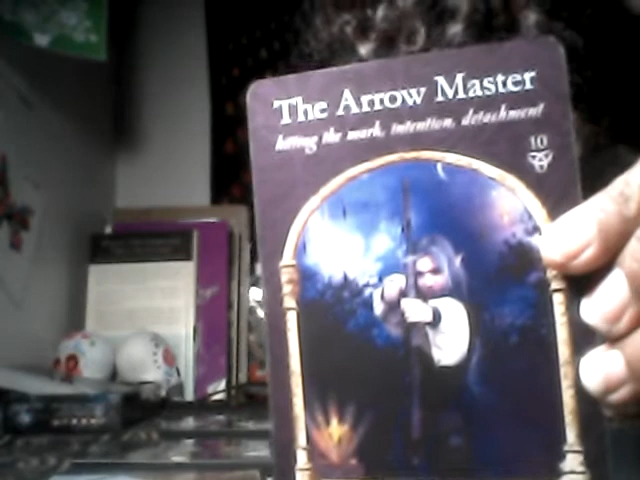 The Arrow Master
hitting the mark, intention, detachment
10